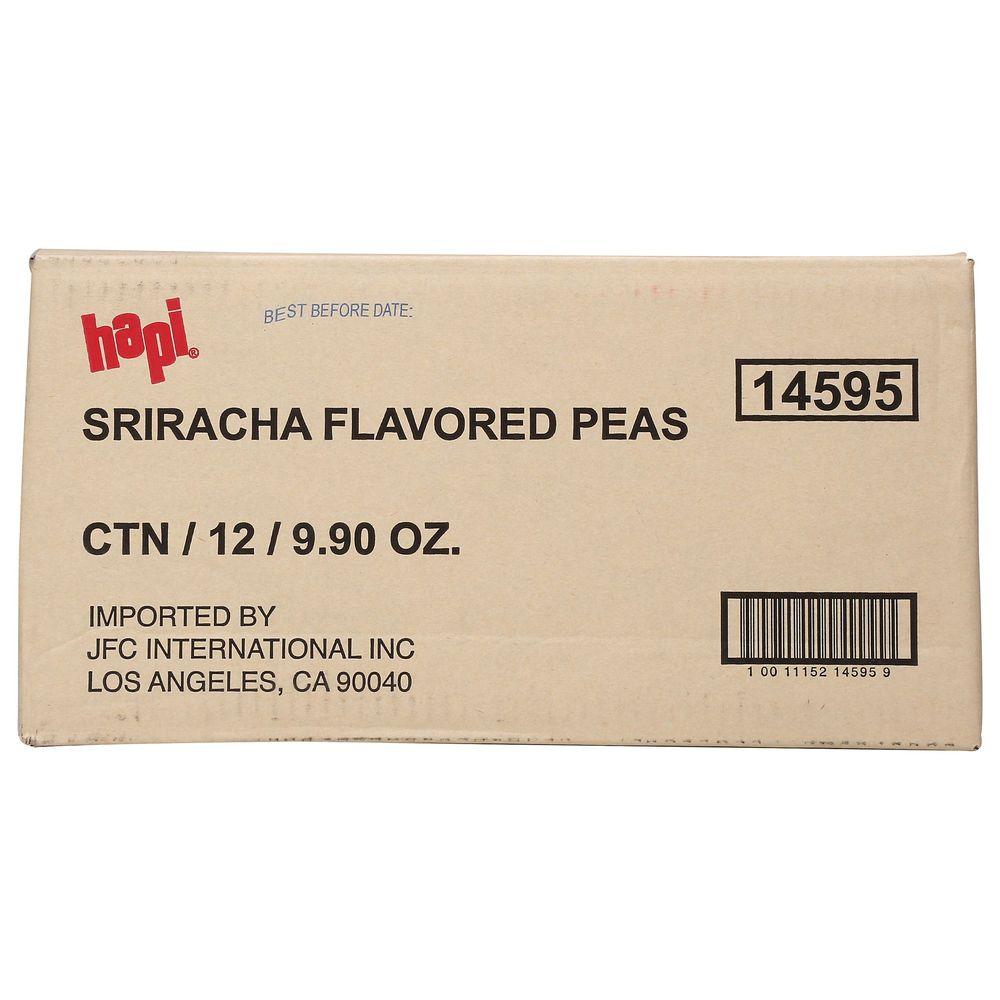 hapi®
BEST BEFORE DATE:
14595
SRIRACHA FLAVORED PEAS
CTN / 12 / 9.90 OZ.
IMPORTED BY
JFC INTERNATIONAL INC
LOS ANGELES, CA 90040
1 00 11152 14595 9